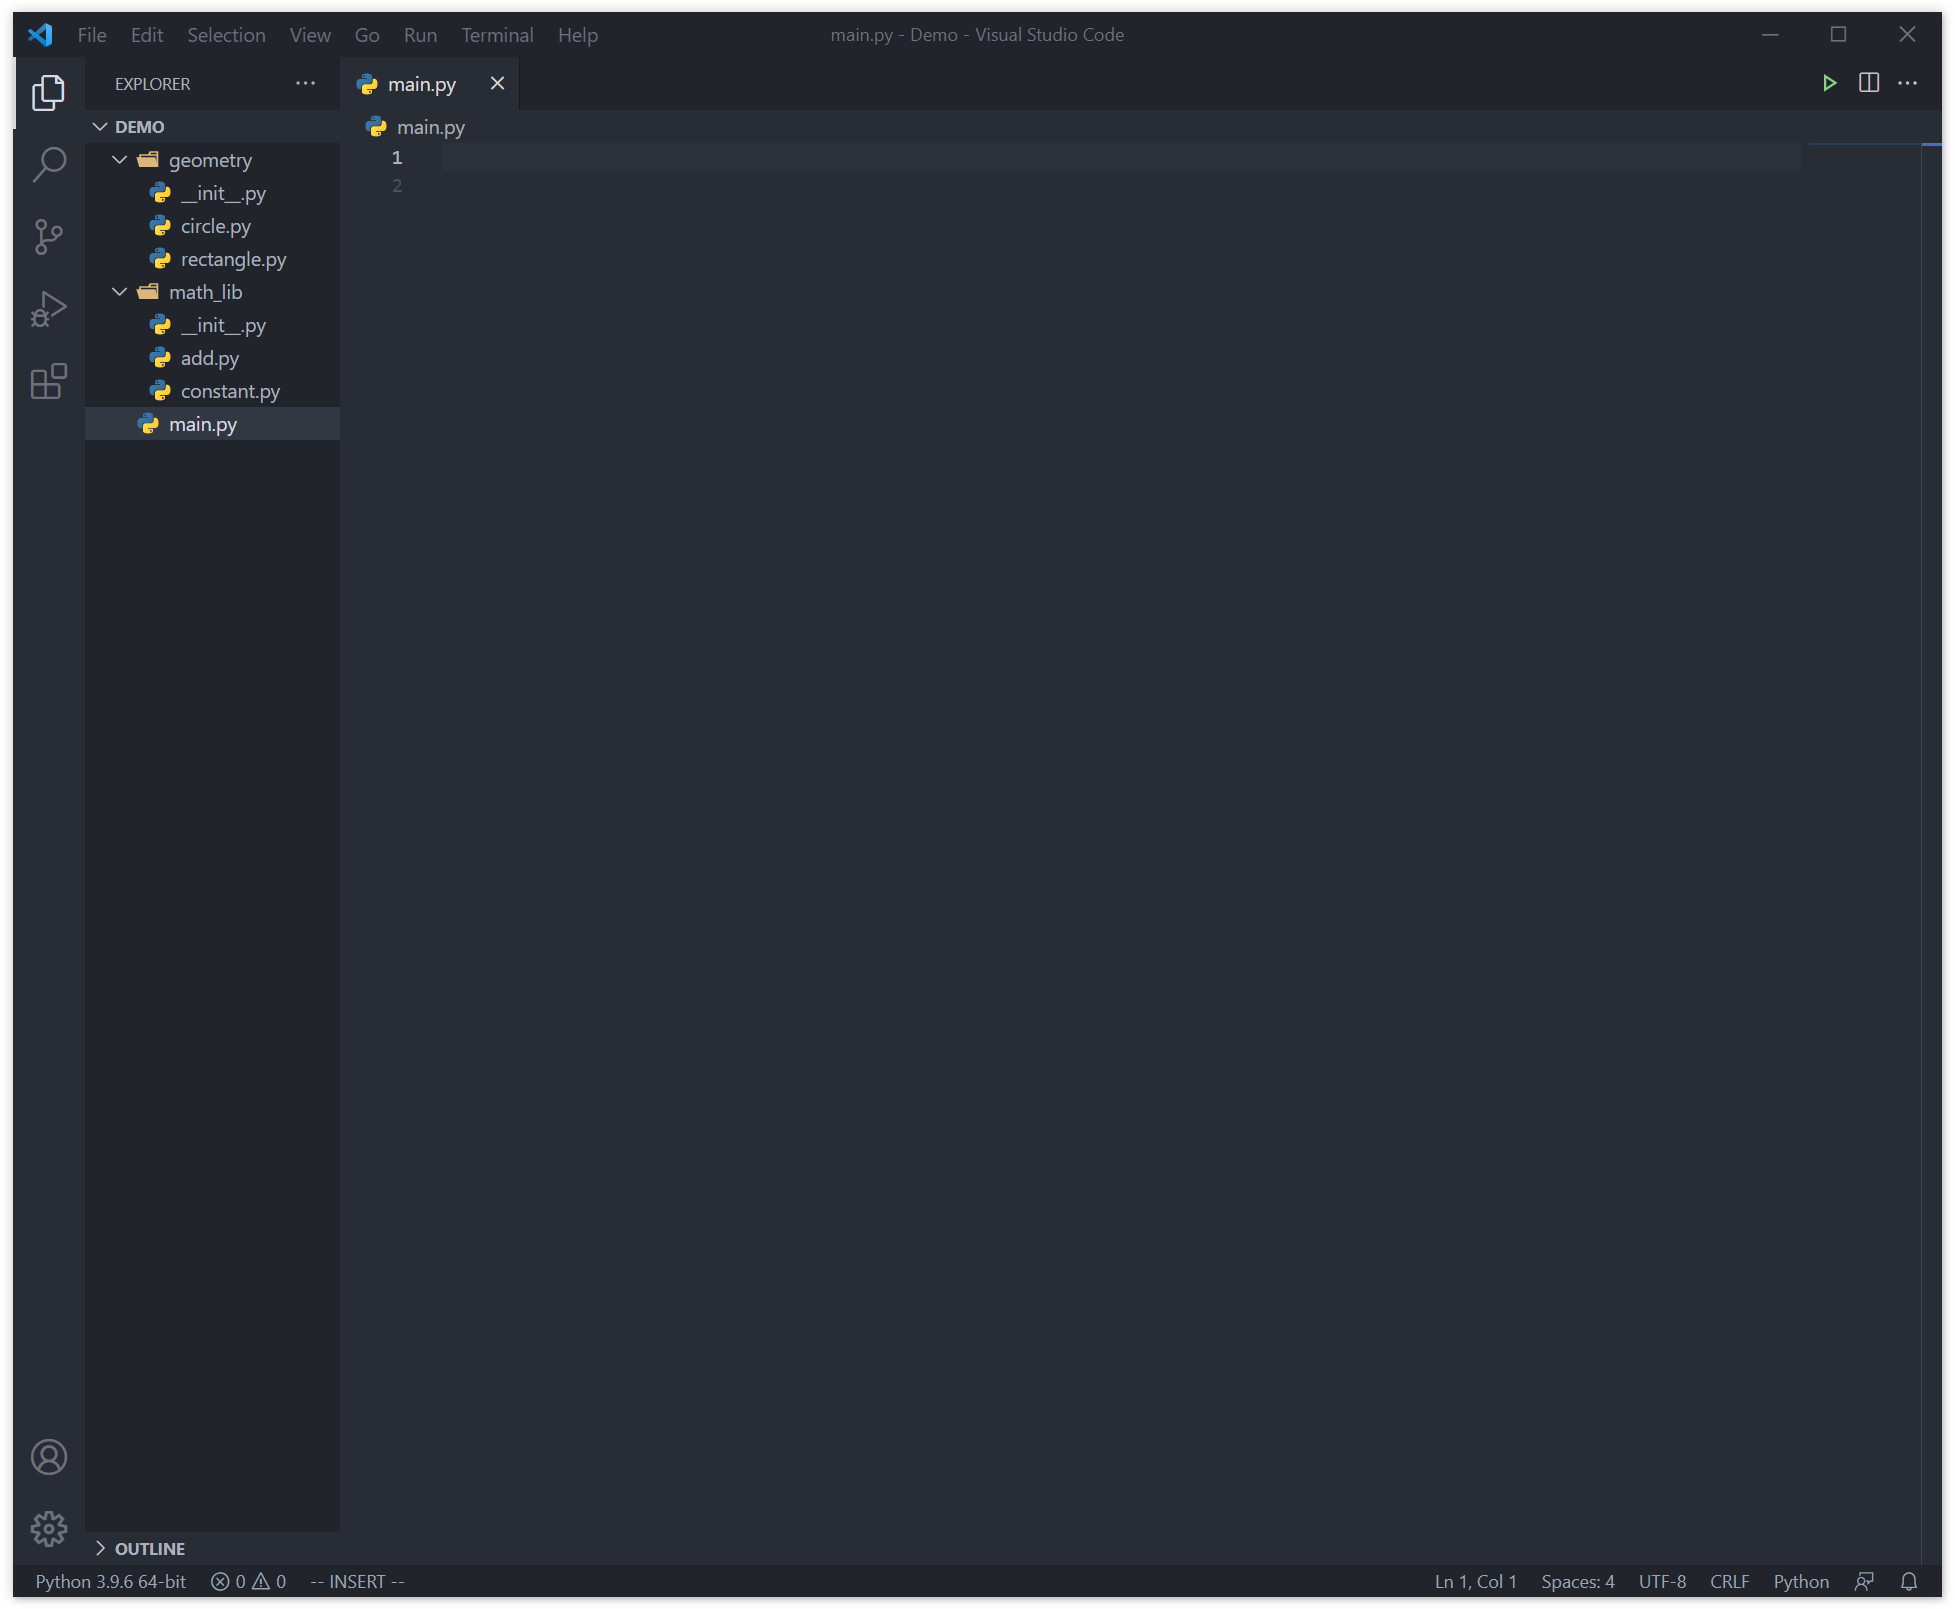 File Edit Selection View Go Run Terminal Help main.py - Demo - Visual Studio Code
EXPLORER
main.py
DEMO
main.py
geometry
1
2
__init__.py
circle.py
rectangle.py
math_lib
__init__.py
add.py
constant.py
main.py
OUTLINE
Python 3.9.6 64-bit 0 0 -- INSERT -- Ln 1, Col 1 Spaces: 4 UTF-8 CRLF Python